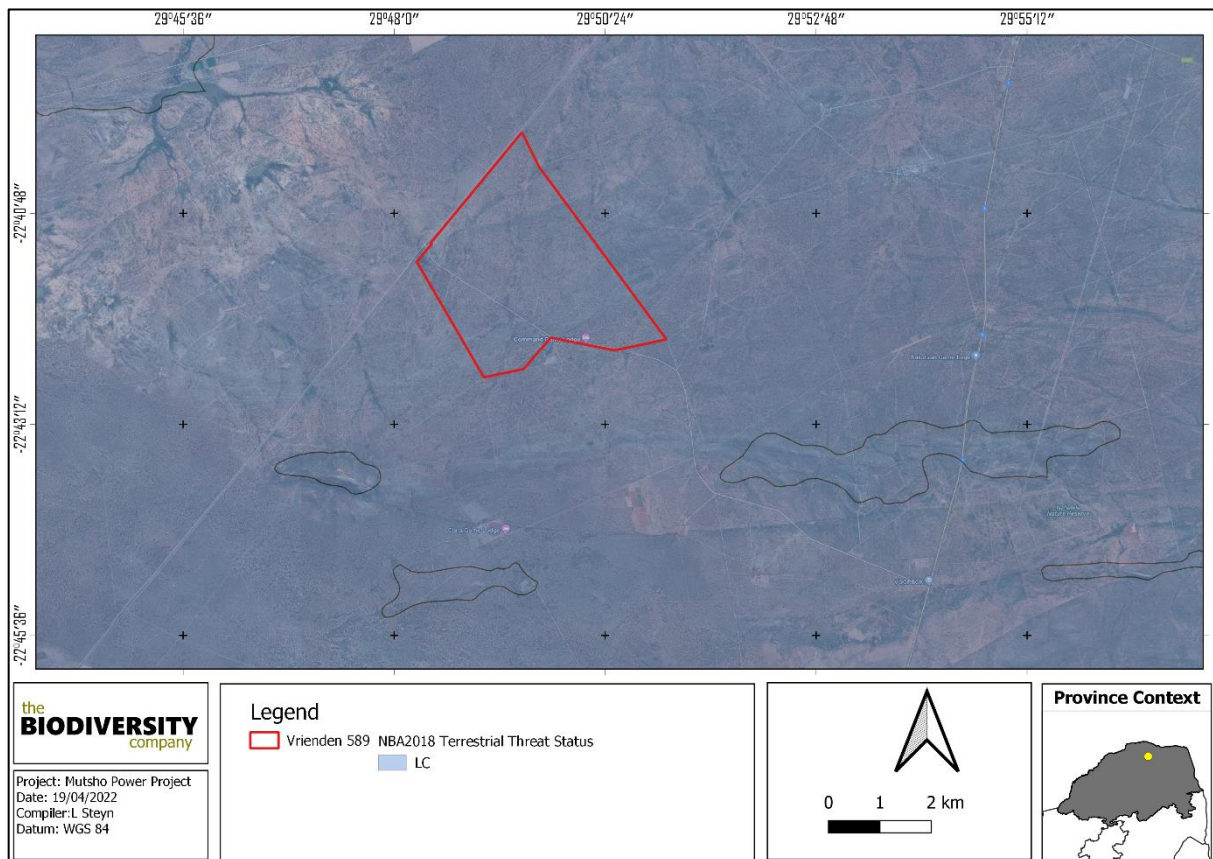 29°45′36″ 29°48′0″ 29°50′24″ 29°52′48″ 29°55′12″
-22°40′48″
-22°43′12″
-22°45′36″
Nature Reserve
the
BIODIVERSITY
company
Project: Mutsho Power Project
Date: 19/04/2022
Compiler:L Steyn
Datum: WGS 84
Legend
Vrienden 589
NBA2018 Terrestrial Threat Status
LC
0 1 2 km
Province Context